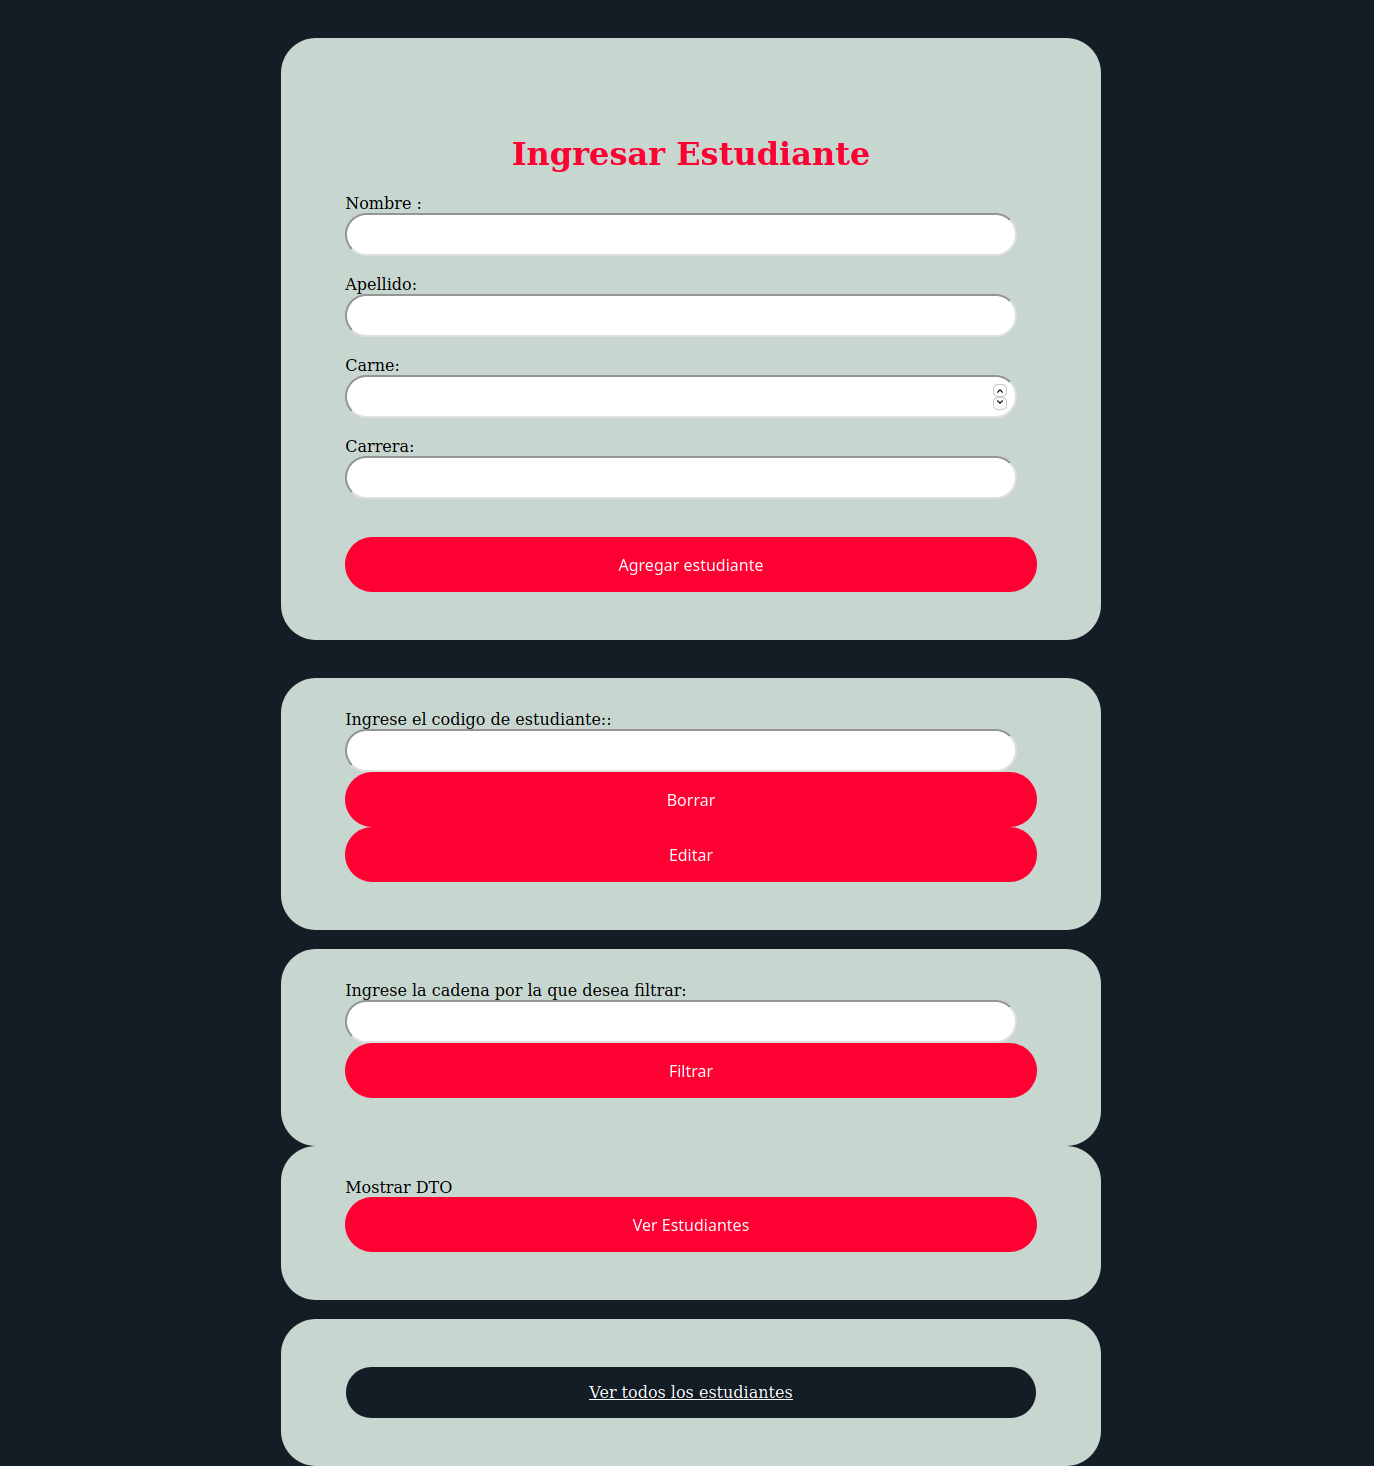 Ingresar Estudiante
Nombre :
Apellido:
Carne:
Carrera:
Agregar estudiante
Ingrese el codigo de estudiante::
Borrar
Editar
Ingrese la cadena por la que desea filtrar:
Filtrar
Mostrar DTO
Ver Estudiantes
Ver todos los estudiantes